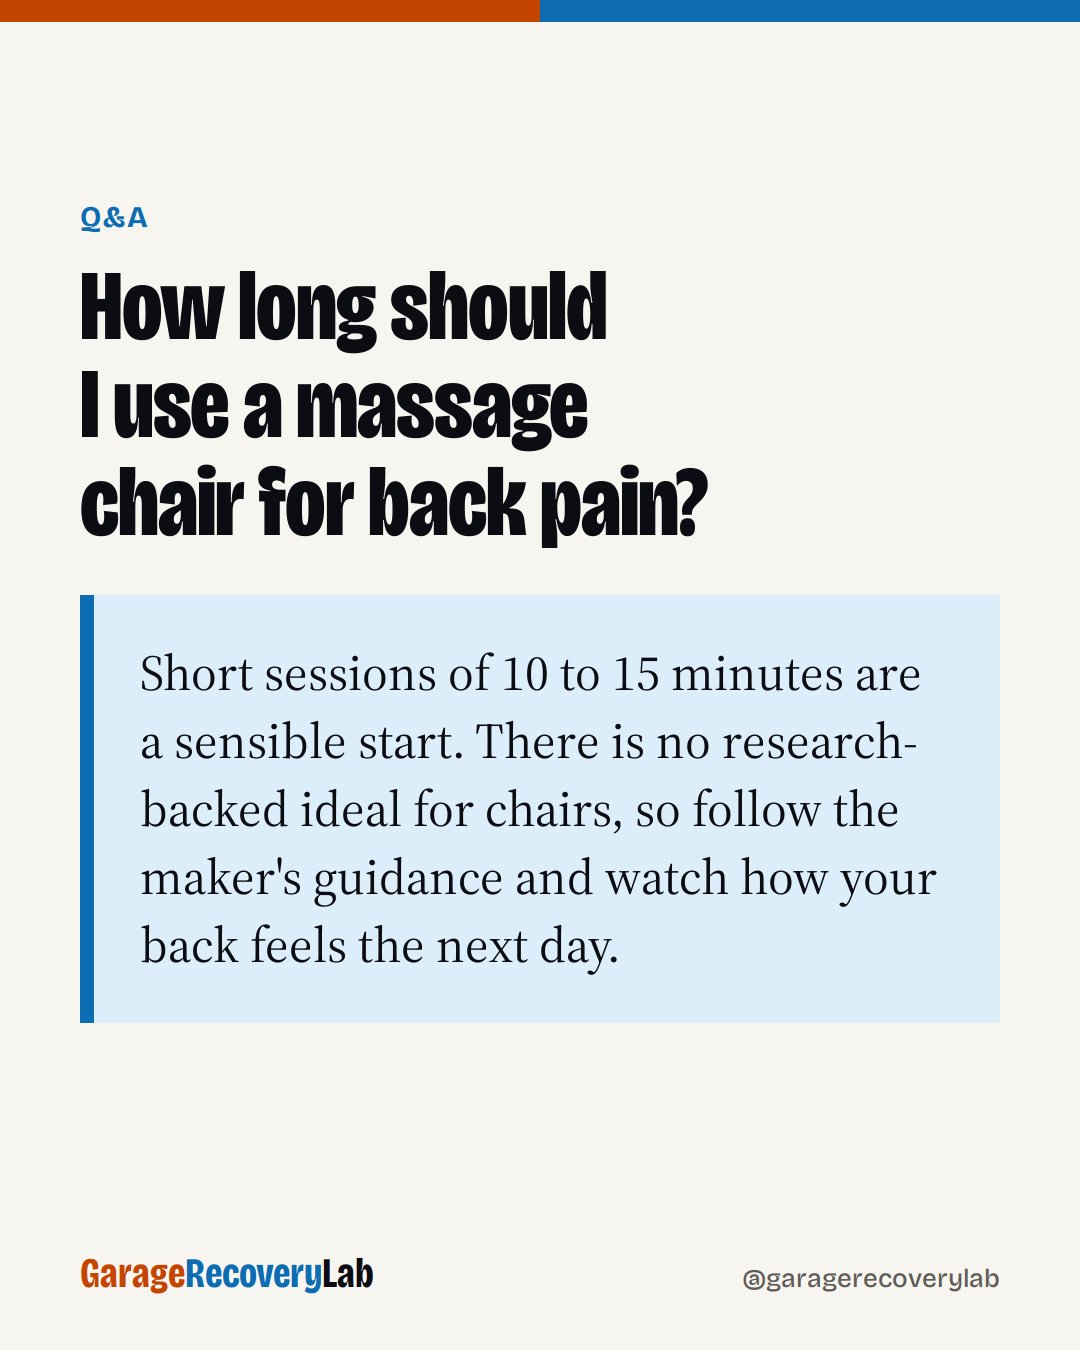 Q&A
How long should
I use a massage
chair for back pain?
Short sessions of 10 to 15 minutes are
a sensible start. There is no research-
backed ideal for chairs, so follow the
maker's guidance and watch how your
back feels the next day.
GarageRecoveryLab
@garagerecoverylab